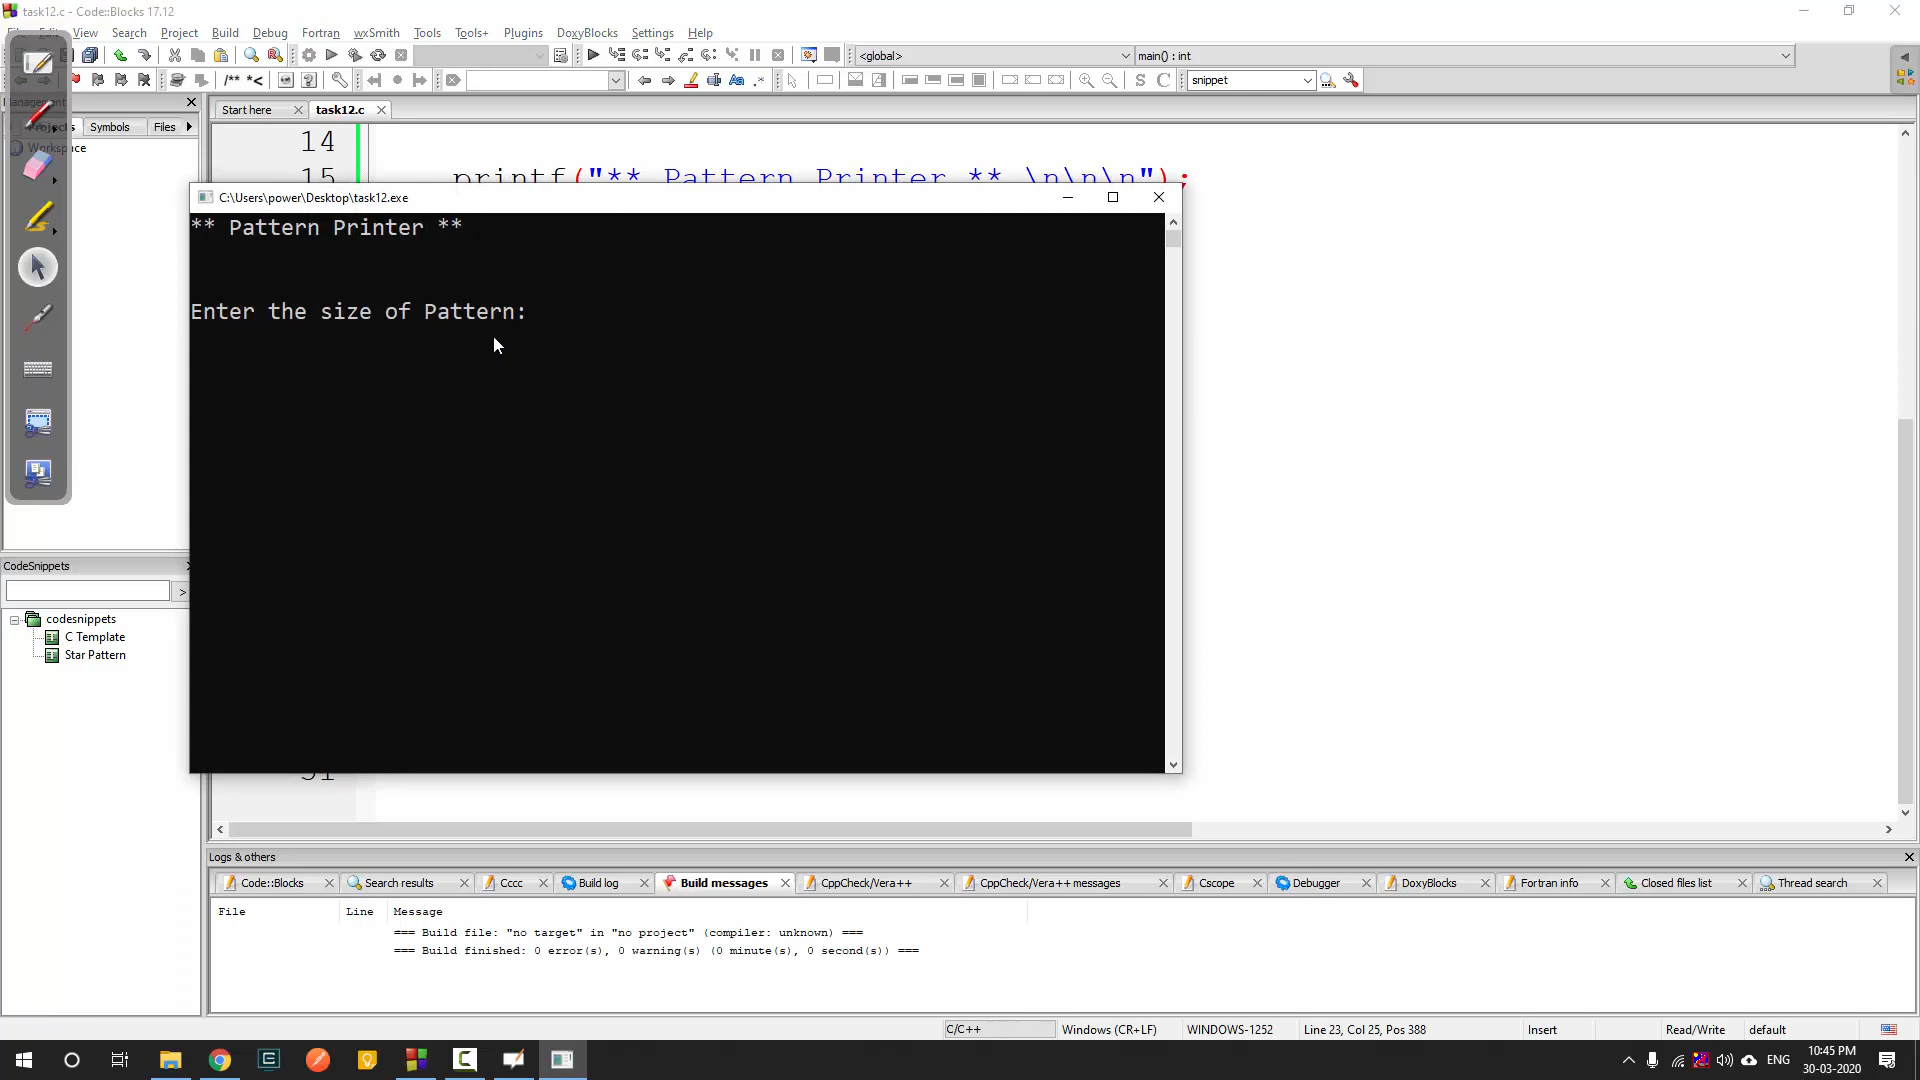 task12.c - Code::Blocks 17.12
View Search Project Build Debug Fortran wxSmith Tools Tools+ Plugins DoxyBlocks Settings Help
<global>
main() : int
/** *<
snippet
Start here
task12.c
Symbols
Files
Workspace
14
15 printf("** Pattern Printer ** \n\n\n");
C:\Users\power\Desktop\task12.exe
** Pattern Printer **
Enter the size of Pattern:
31
CodeSnippets
>
codesnippets
C Template
Star Pattern
Logs & others
Code::Blocks Search results Cccc Build log Build messages CppCheck/Vera++ CppCheck/Vera++ messages Cscope Debugger DoxyBlocks Fortran info Closed files list Thread search
File Line Message
=== Build file: "no target" in "no project" (compiler: unknown) ===
=== Build finished: 0 error(s), 0 warning(s) (0 minute(s), 0 second(s)) ===
C/C++ Windows (CR+LF) WINDOWS-1252 Line 23, Col 25, Pos 388 Insert Read/Write default
ENG
10:45 PM
30-03-2020